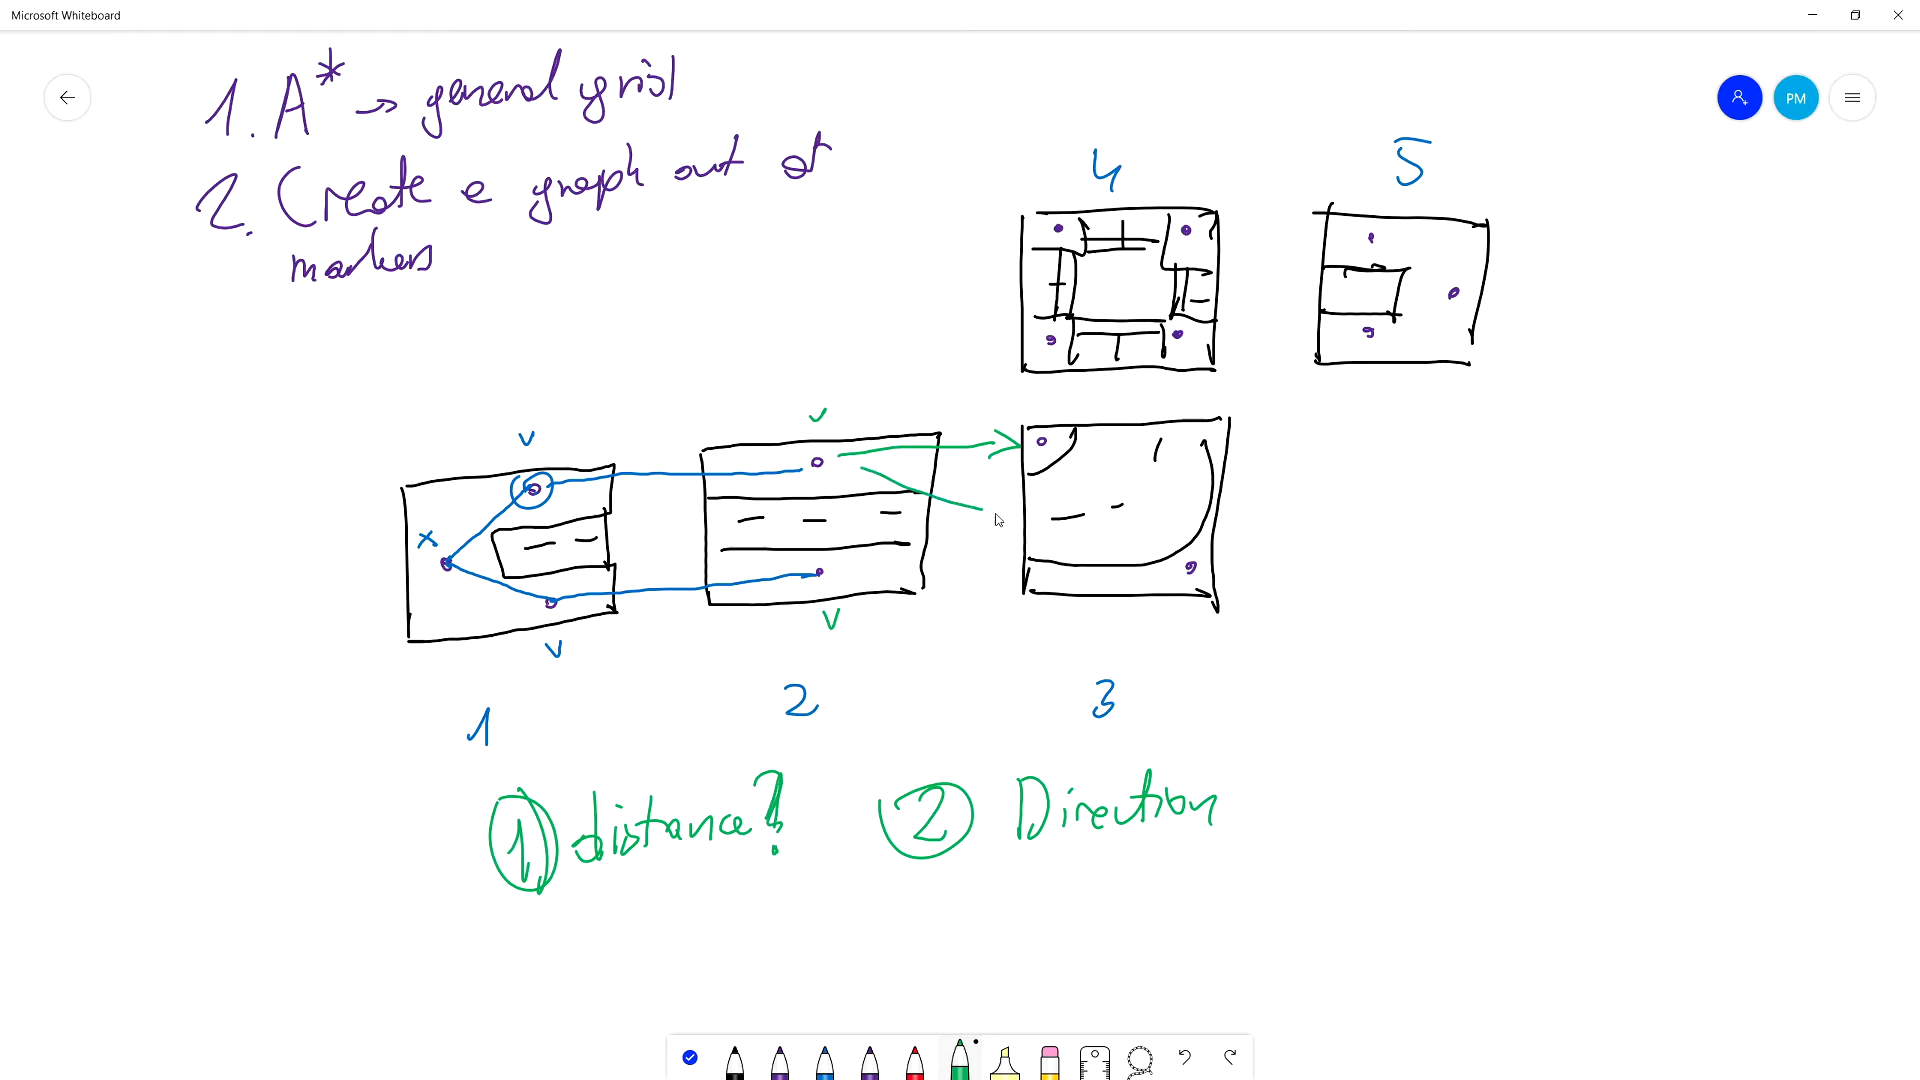 Microsoft Whiteboard
1. A* → general grid
2. Create a graph out of
markers
PM
4
5
v
v
x
v
v
1
2
3
① distance?
② Direction